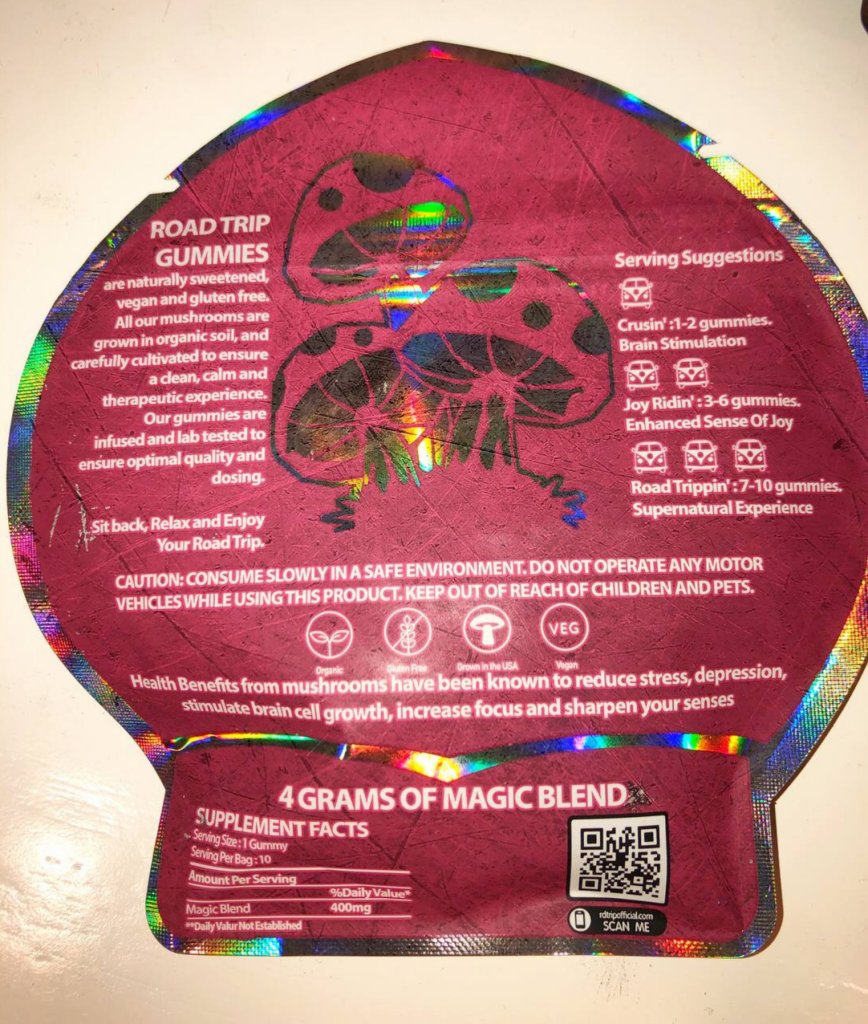 ROAD TRIP
GUMMIES
are naturally sweetened,
vegan and gluten free.
All our mushrooms are
grown in organic soil, and
carefully cultivated to ensure
a clean, calm and
therapeutic experience.
Our gummies are
infused and lab tested to
ensure optimal quality and
dosing.
Sit back, Relax and Enjoy
Your Road Trip.
Serving Suggestions
Crusin' :1-2 gummies.
Brain Stimulation
Joy Ridin' : 3-6 gummies.
Enhanced Sense Of Joy
Road Trippin' : 7-10 gummies.
Supernatural Experience
CAUTION: CONSUME SLOWLY IN A SAFE ENVIRONMENT. DO NOT OPERATE ANY MOTOR
VEHICLES WHILE USING THIS PRODUCT. KEEP OUT OF REACH OF CHILDREN AND PETS.
VEG
Organic Gluten Free Grown in the USA Vegan
Health Benefits from mushrooms have been known to reduce stress, depression,
stimulate brain cell growth, increase focus and sharpen your senses
4 GRAMS OF MAGIC BLEND
SUPPLEMENT FACTS
Serving Size : 1 Gummy
Serving Per Bag : 10
Amount Per Serving
%Daily Value*
Magic Blend 400mg
**Daily Valur Not Established
rdtripofficial.com
SCAN ME